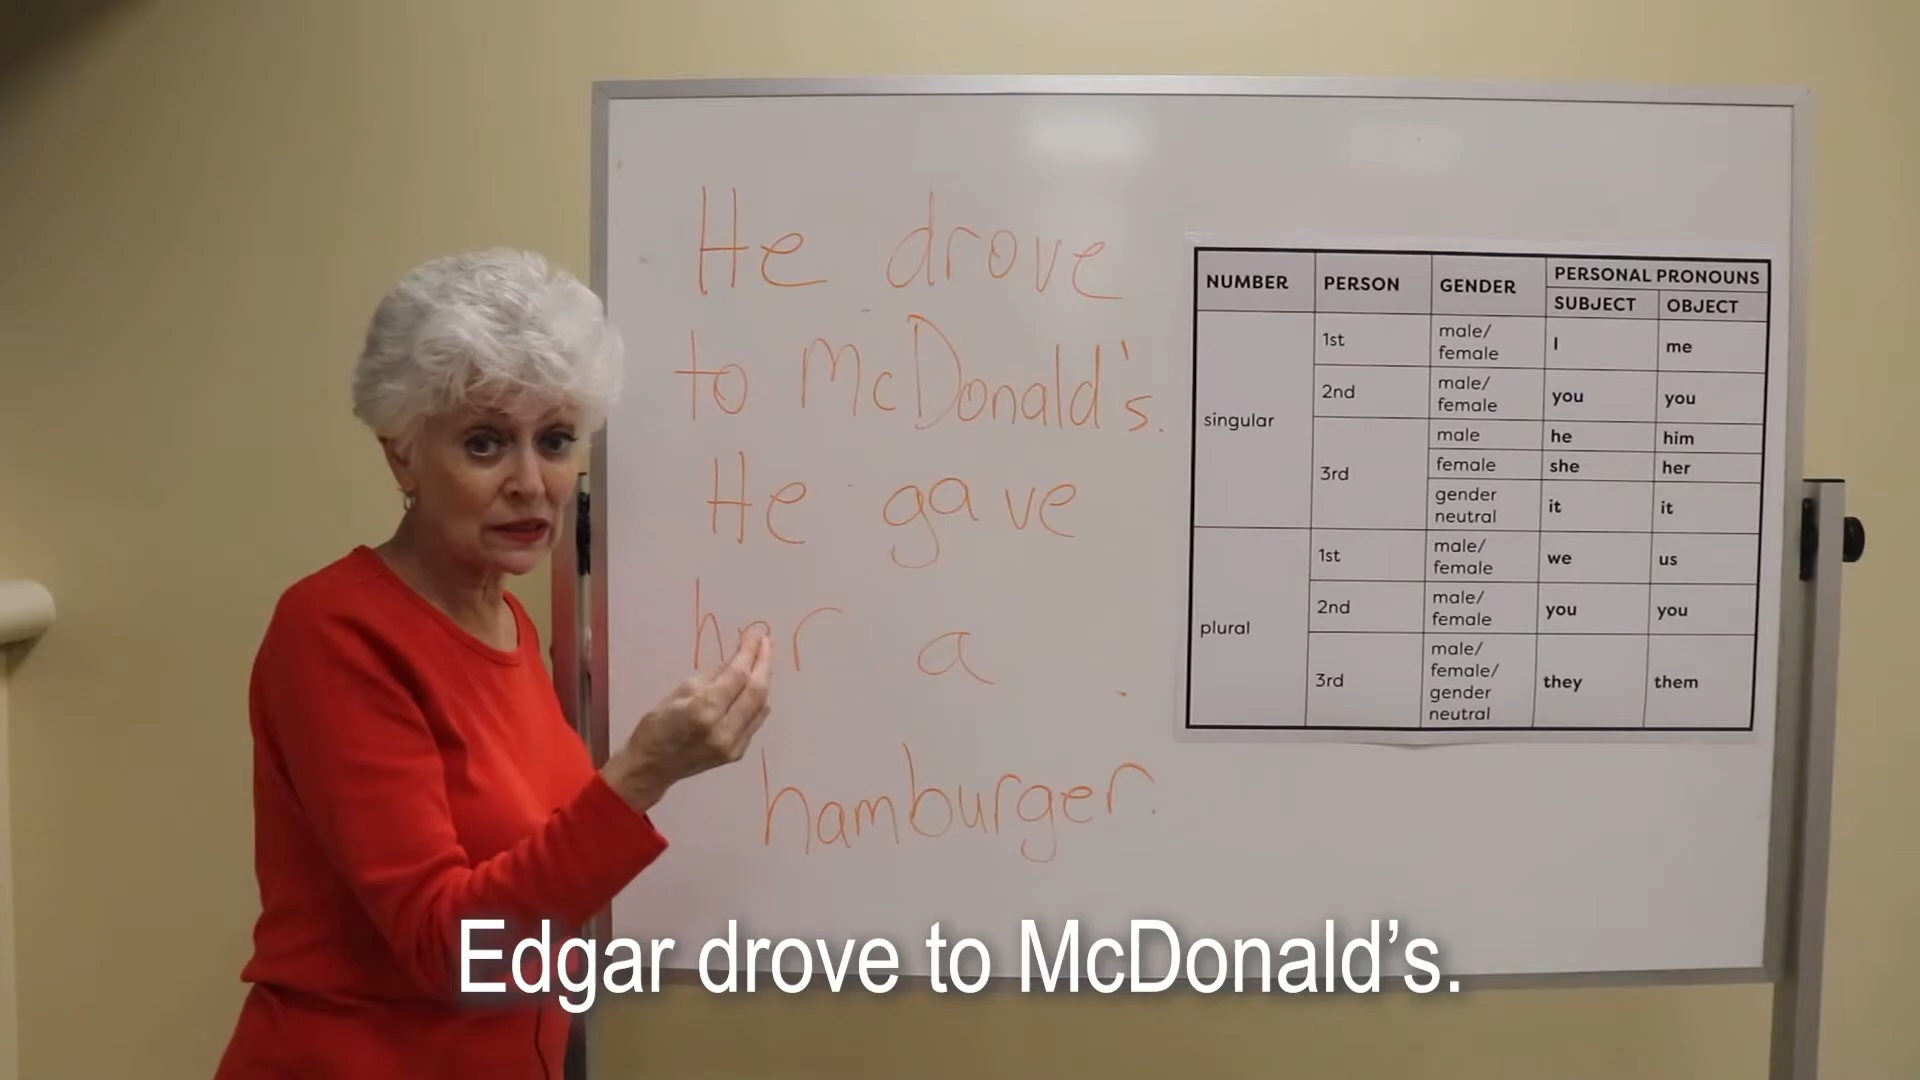 He drove
to McDonald's.
He gave
her a
hamburger.
NUMBER PERSON GENDER PERSONAL PRONOUNS
SUBJECT OBJECT
singular
1st male/ female I me
2nd male/ female you you
3rd male he him
female she her
gender neutral it it
plural
1st male/ female we us
2nd male/ female you you
3rd male/ female/ gender neutral they them
Edgar drove to McDonald's.